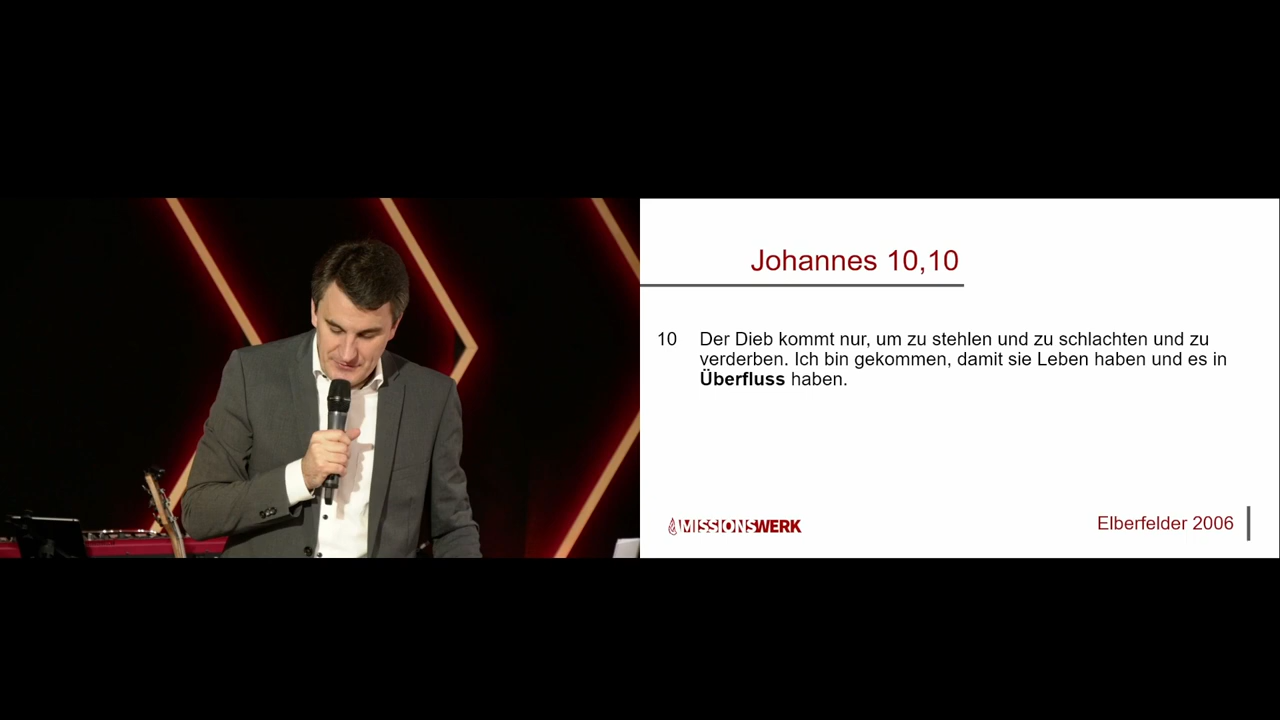 Johannes 10,10
10 Der Dieb kommt nur, um zu stehlen und zu schlachten und zu
verderben. Ich bin gekommen, damit sie Leben haben und es in
Überfluss haben.
MISSIONSWERK
Elberfelder 2006